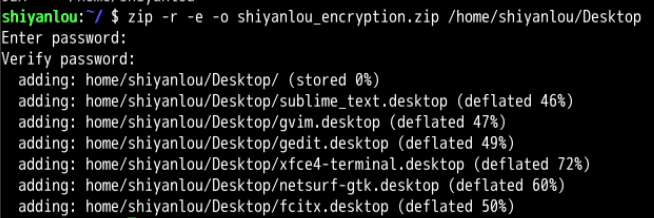 shiyanlou:~/ $ zip -r -e -o shiyanlou_encryption.zip /home/shiyanlou/Desktop
Enter password:
Verify password:
  adding: home/shiyanlou/Desktop/ (stored 0%)
  adding: home/shiyanlou/Desktop/sublime_text.desktop (deflated 46%)
  adding: home/shiyanlou/Desktop/gvim.desktop (deflated 47%)
  adding: home/shiyanlou/Desktop/gedit.desktop (deflated 49%)
  adding: home/shiyanlou/Desktop/xfce4-terminal.desktop (deflated 72%)
  adding: home/shiyanlou/Desktop/netsurf-gtk.desktop (deflated 60%)
  adding: home/shiyanlou/Desktop/fcitx.desktop (deflated 50%)